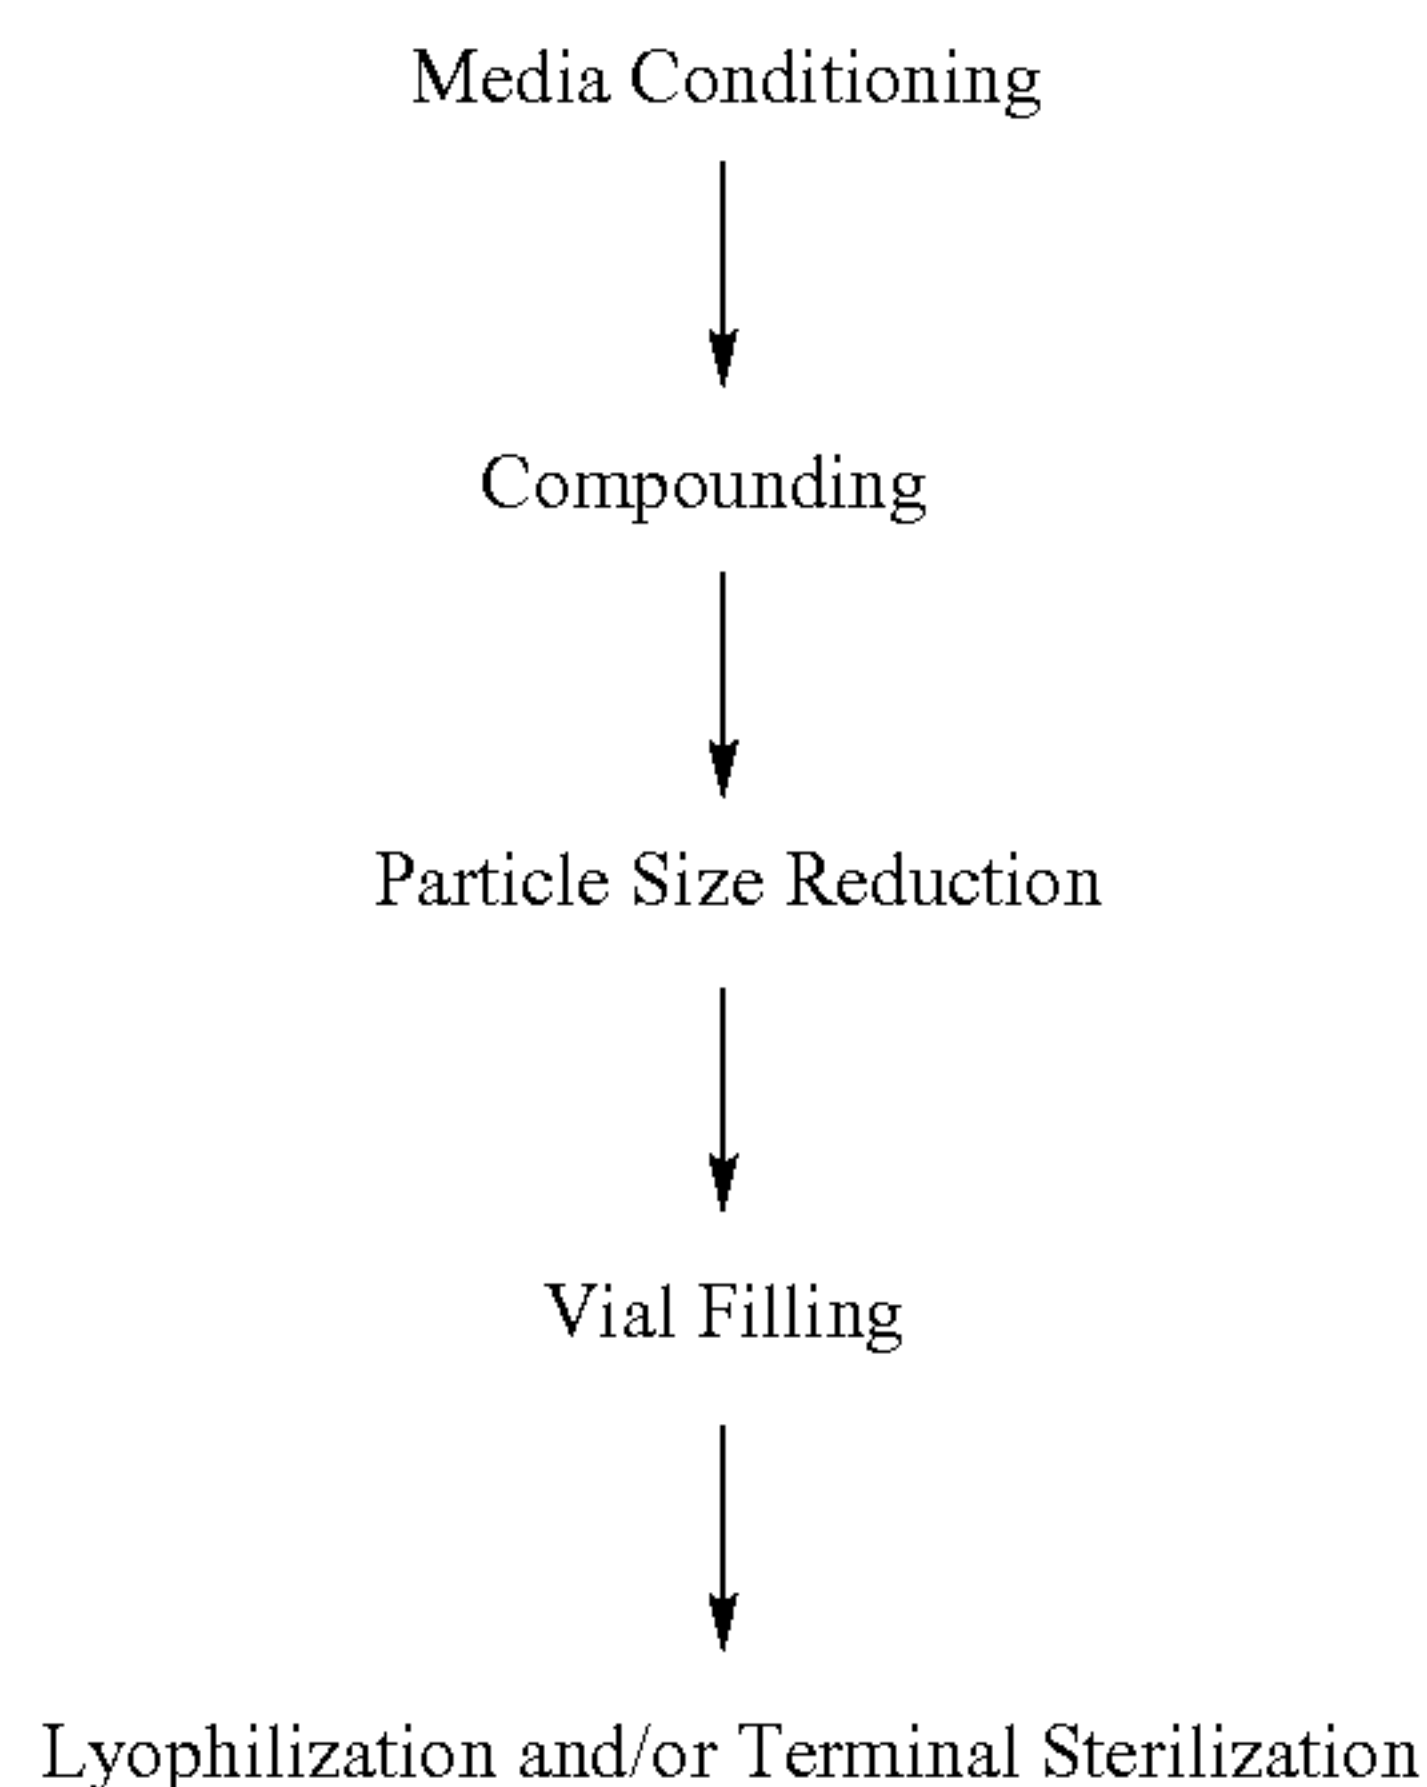 Media Conditioning
Compounding
Particle Size Reduction
Vial Filling
Lyophilization and/or Terminal Sterilization